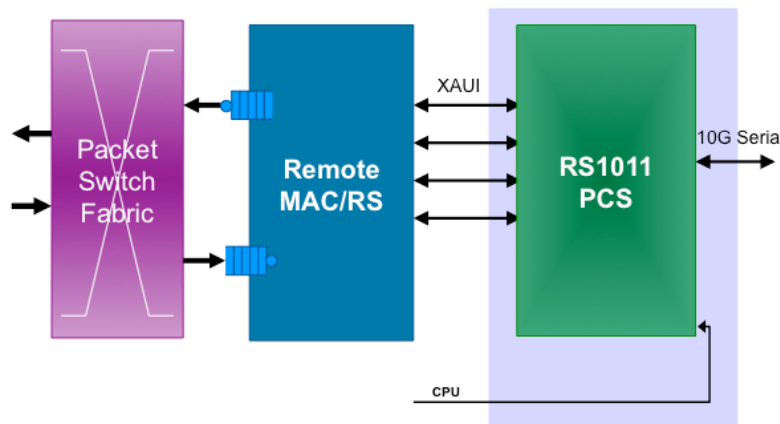 Packet
Switch
Fabric
Remote
MAC/RS
XAUI
RS1011
PCS
10G Seria
CPU